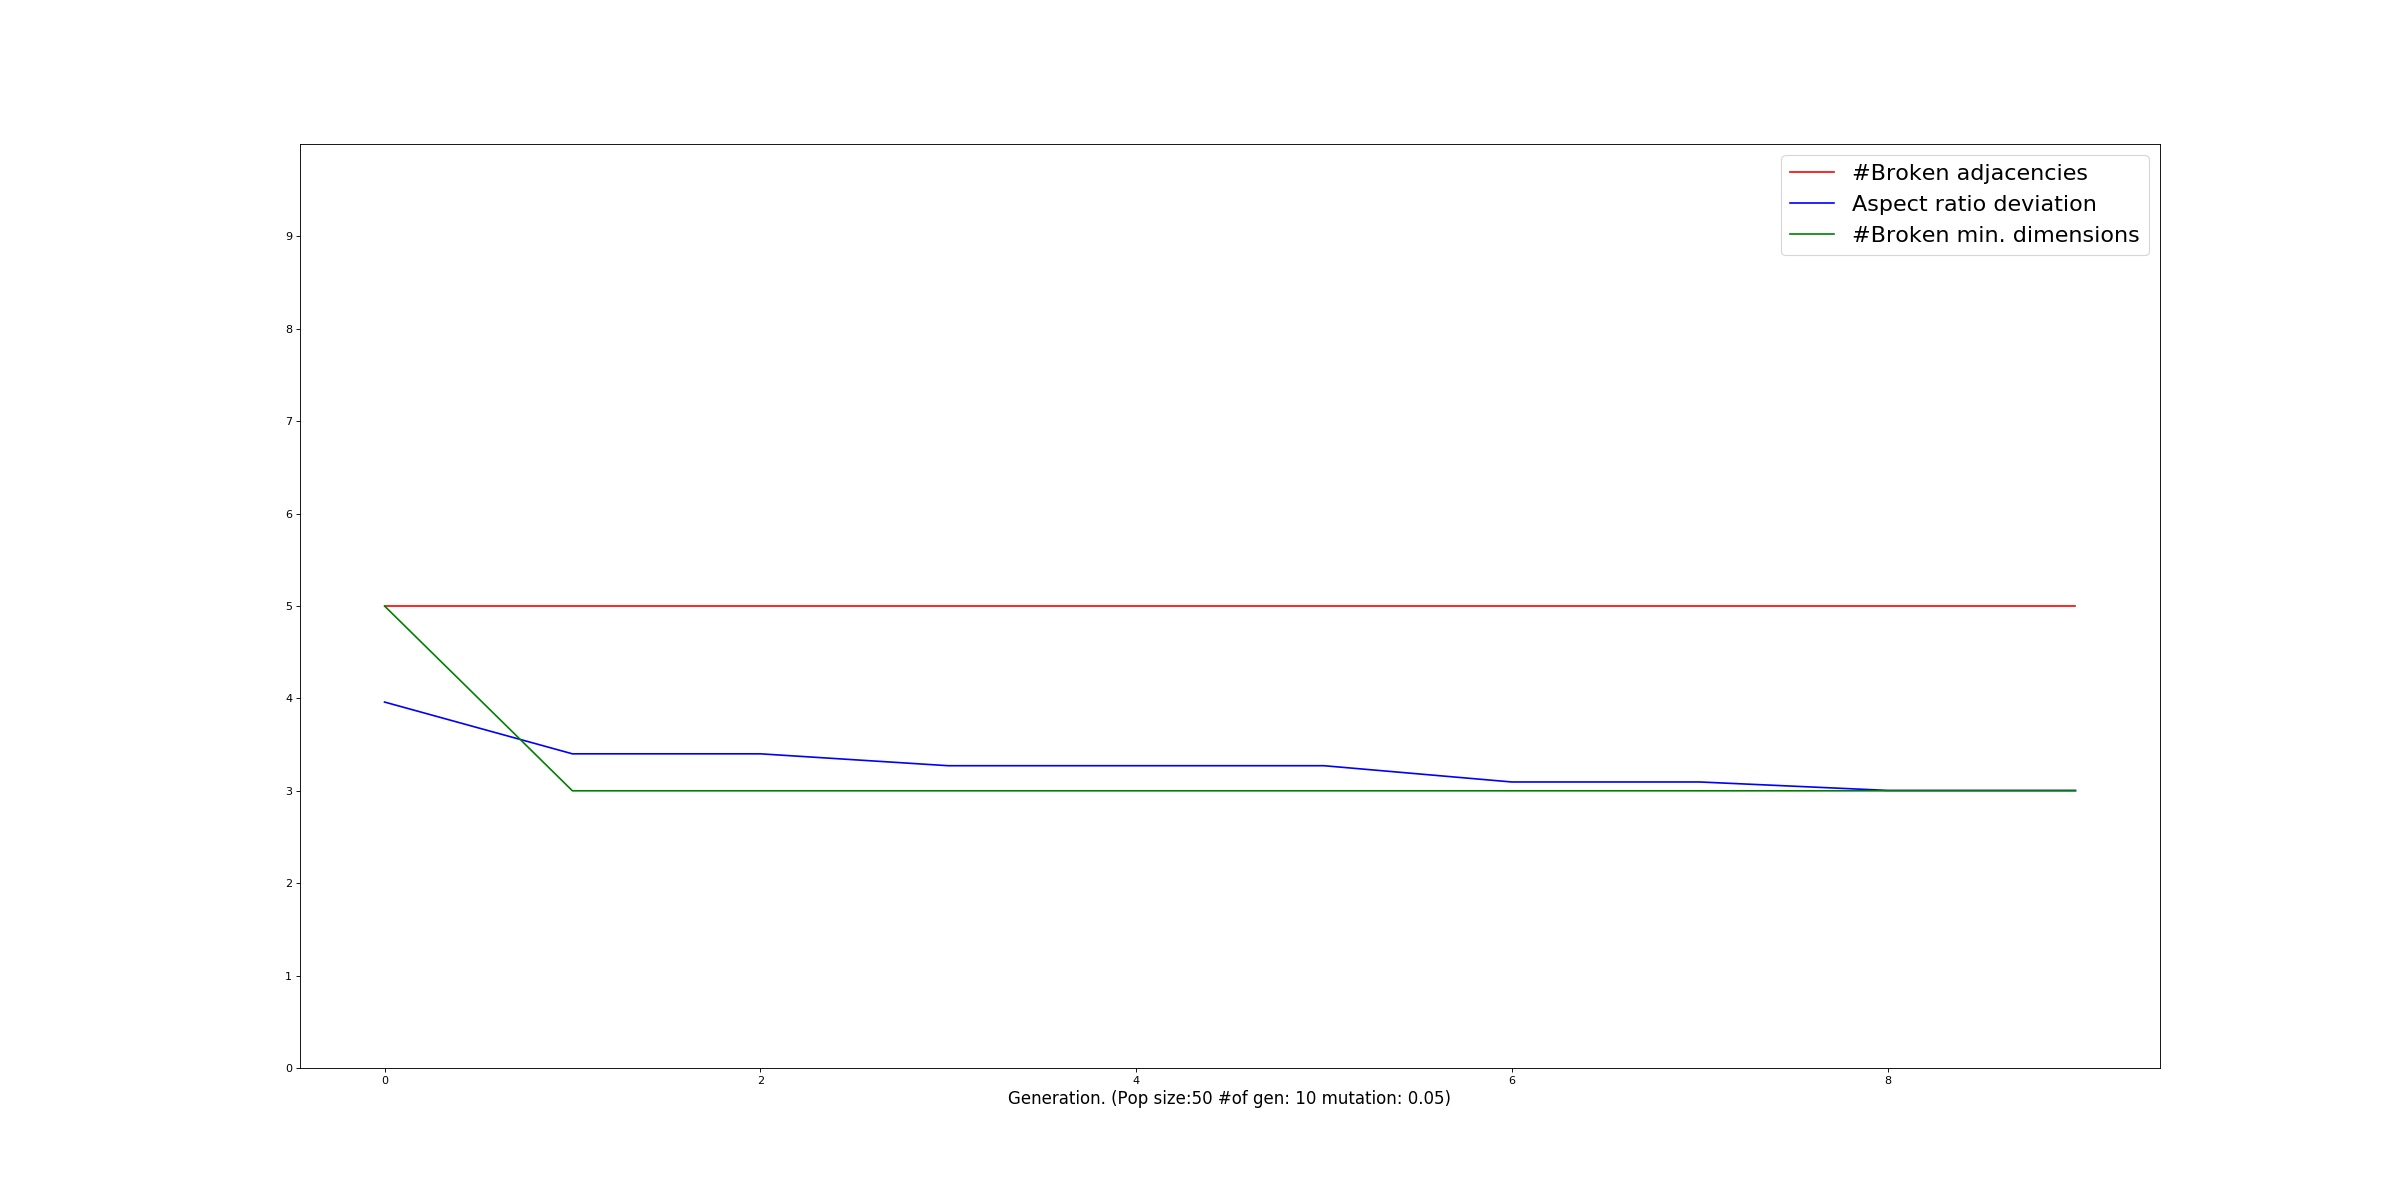 #Broken adjacencies
Aspect ratio deviation
#Broken min. dimensions
9
8
7
6
5
4
3
2
1
0
0 2 4 6 8
Generation. (Pop size:50 #of gen: 10 mutation: 0.05)